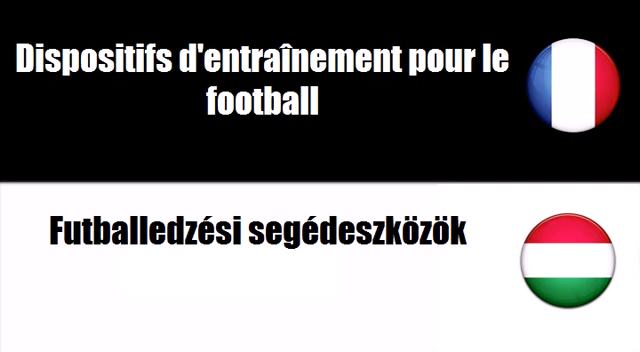 Dispositifs d'entraînement pour le
football
Futballedzési segédeszközök